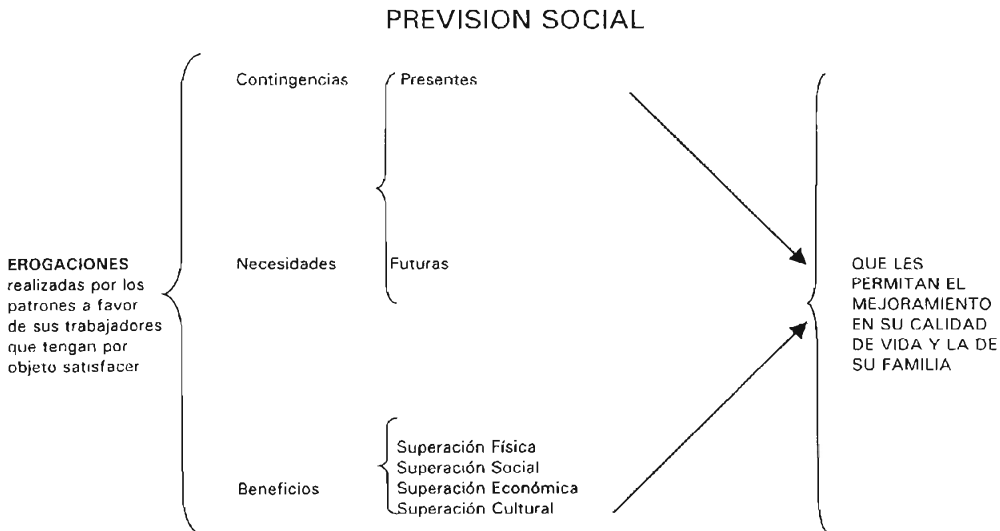 PREVISION SOCIAL
Contingencias
Presentes
EROGACIONES
realizadas por los
patrones a favor
de sus trabajadores
que tengan por
objeto satisfacer
Necesidades
Futuras
Beneficios
Superación Física
Superación Social
Superación Económica
Superación Cultural
QUE LES
PERMITAN EL
MEJORAMIENTO
EN SU CALIDAD
DE VIDA Y LA DE
SU FAMILIA